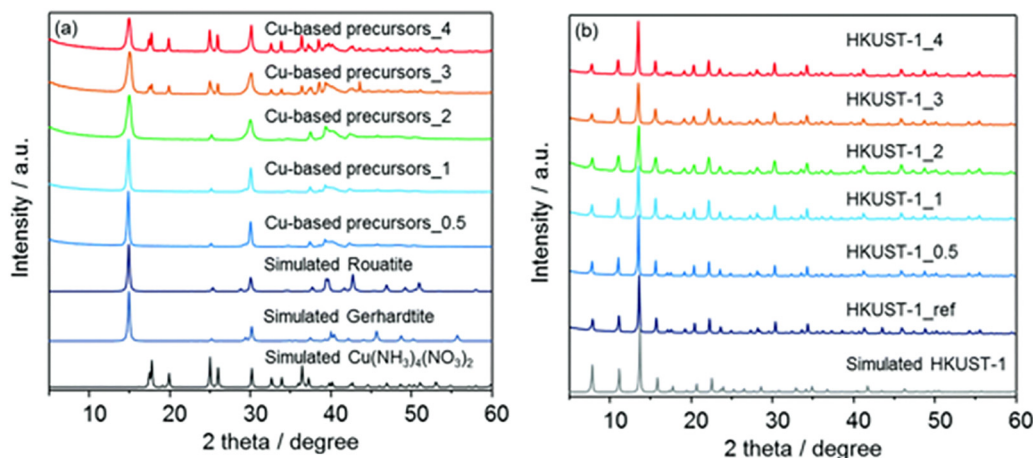 (a)
Cu-based precursors_4
Cu-based precursors_3
Cu-based precursors_2
Cu-based precursors_1
Cu-based precursors_0.5
Simulated Rouatite
Simulated Gerhardtite
Simulated Cu(NH₃)₄(NO₃)₂
Intensity / a.u.
10 20 30 40 50 60
2 theta / degree
(b)
HKUST-1_4
HKUST-1_3
HKUST-1_2
HKUST-1_1
HKUST-1_0.5
HKUST-1_ref
Simulated HKUST-1
Intensity / a.u.
10 20 30 40 50 60
2 theta / degree